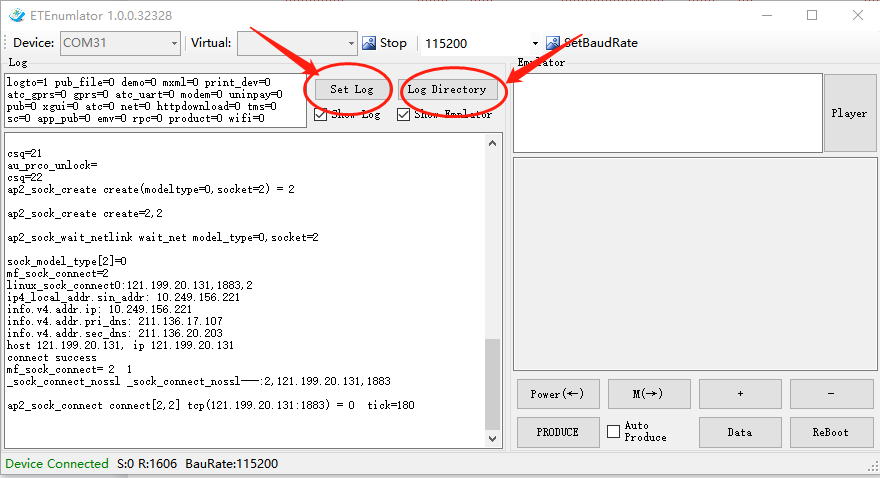 ETEnumlator 1.0.0.32328
Device: COM31 Virtual: Stop 115200 SetBaudRate
Log
Emplator
logto=1 pub_file=0 demo=0 mxml=0 print_dev=0
atc_gprs=0 gprs=0 atc_uart=0 modem=0 uninpay=0
pub=0 xgui=0 atc=0 net=0 httpdownload=0 tms=0
sc=0 app_pub=0 emv=0 rpc=0 product=0 wifi=0
Set Log
Log Directory
Show Log
Show Emplator
Player
csq=21
au_prco_unlock=
csq=22
ap2_sock_create create(modeltype=0,socket=2) = 2
ap2_sock_create create=2,2
ap2_sock_wait_netlink wait_net model_type=0,socket=2
sock_model_type[2]=0
mf_sock_connect=2
linux_sock_connect0:121.199.20.131,1883,2
ip4_local_addr.sin_addr: 10.249.156.221
info.v4.addr.ip: 10.249.156.221
info.v4.addr.pri_dns: 211.136.17.107
info.v4.addr.sec_dns: 211.136.20.203
host 121.199.20.131, ip 121.199.20.131
connect success
mf_sock_connect= 2 1
_sock_connect_nossl _sock_connect_nossl---:2,121.199.20.131,1883
ap2_sock_connect connect[2,2] tcp(121.199.20.131:1883) = 0 tick=180
Power(←)
M(→)
+
-
PRODUCE
Auto
Produce
Data
ReBoot
Device Connected S:0 R:1606 BauRate:115200